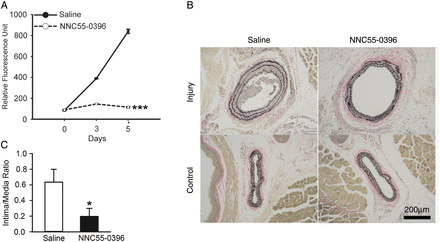 A
Saline
NNC55-0396
Relative Fluorescence Unit
1000
800
600
400
200
0
***
0
3
5
Days
B
Saline
NNC55-0396
Injury
Control
200μm
C
Intima/Media Ratio
1.0
0.8
0.6
0.4
0.2
0.0
*
Saline
NNC55-0396